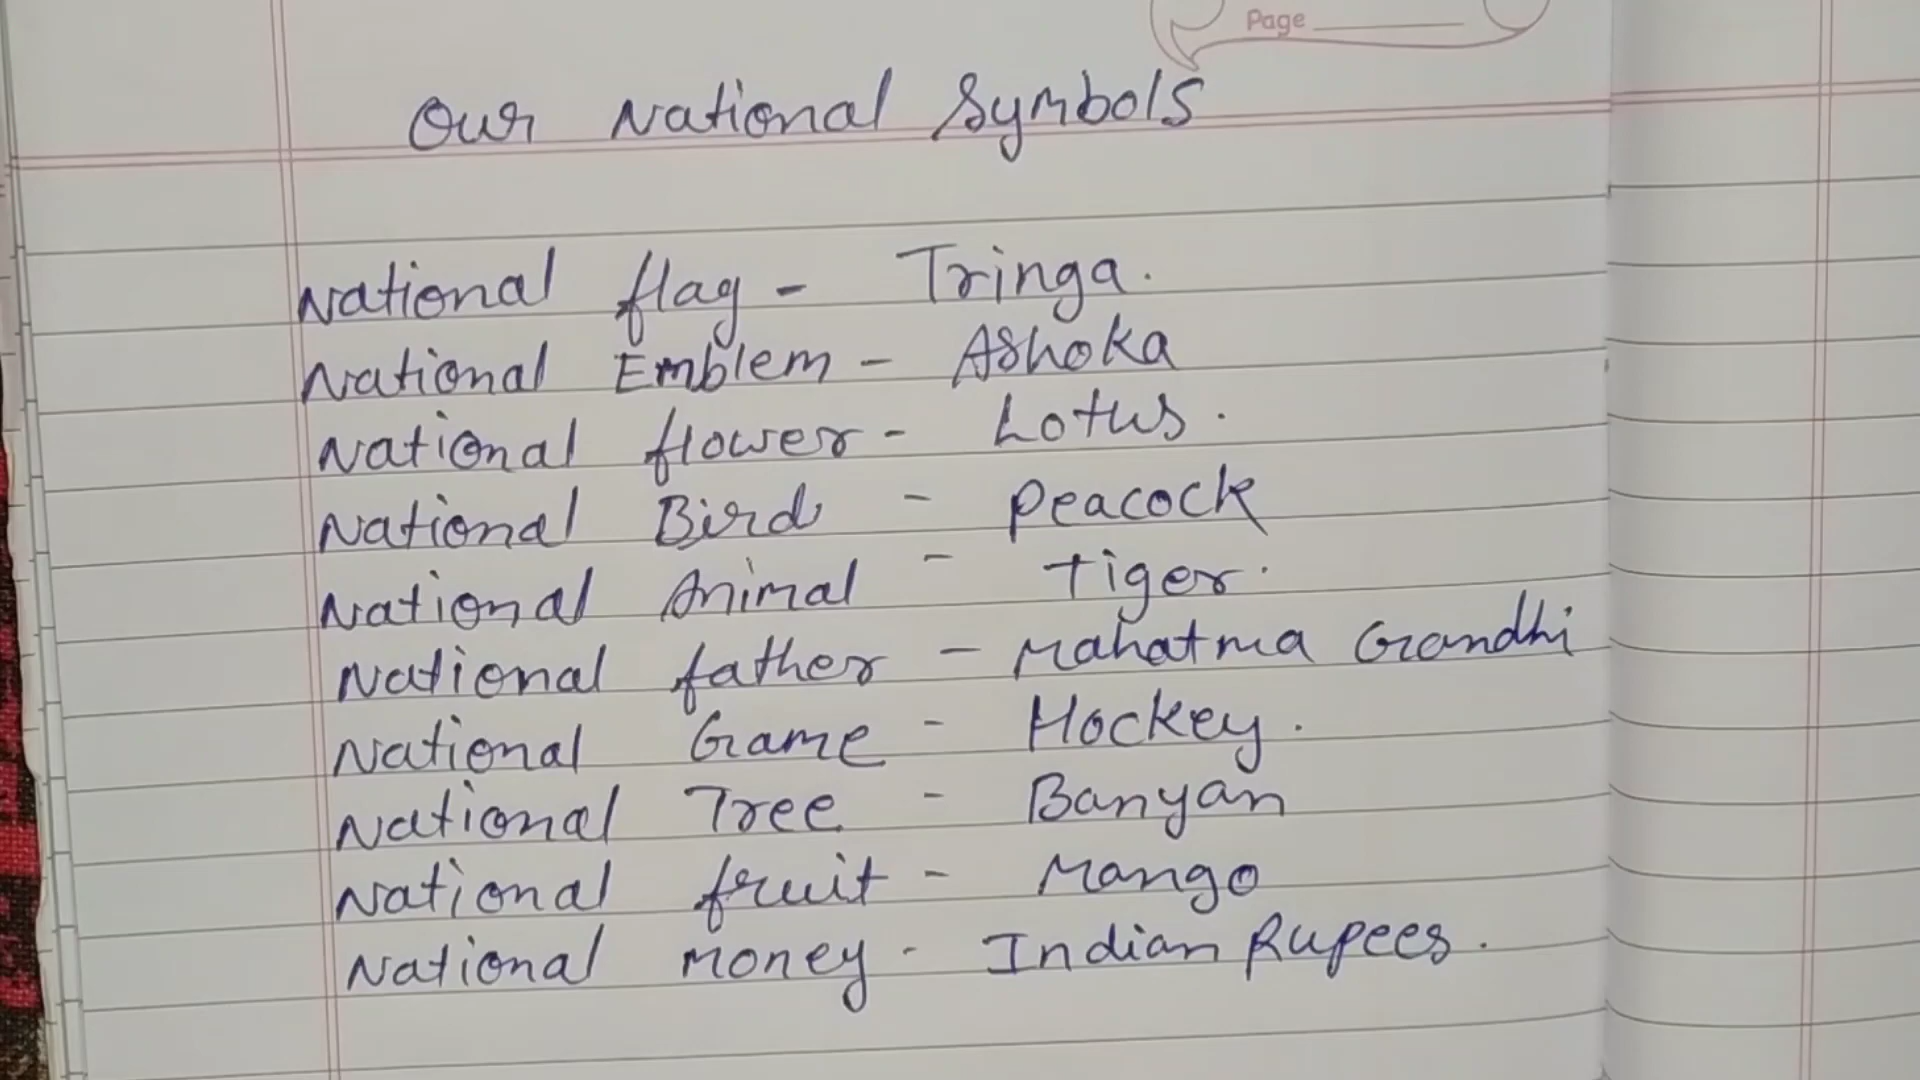 Page
Our National Symbols
National flag - Tringa.
National Emblem - Ashoka
National flower - Lotus.
National Bird - Peacock
National Animal - Tiger.
National father - Mahatma Gandhi
National Game - Hockey.
National Tree - Banyan
National fruit - Mango
National Money - Indian Rupees.